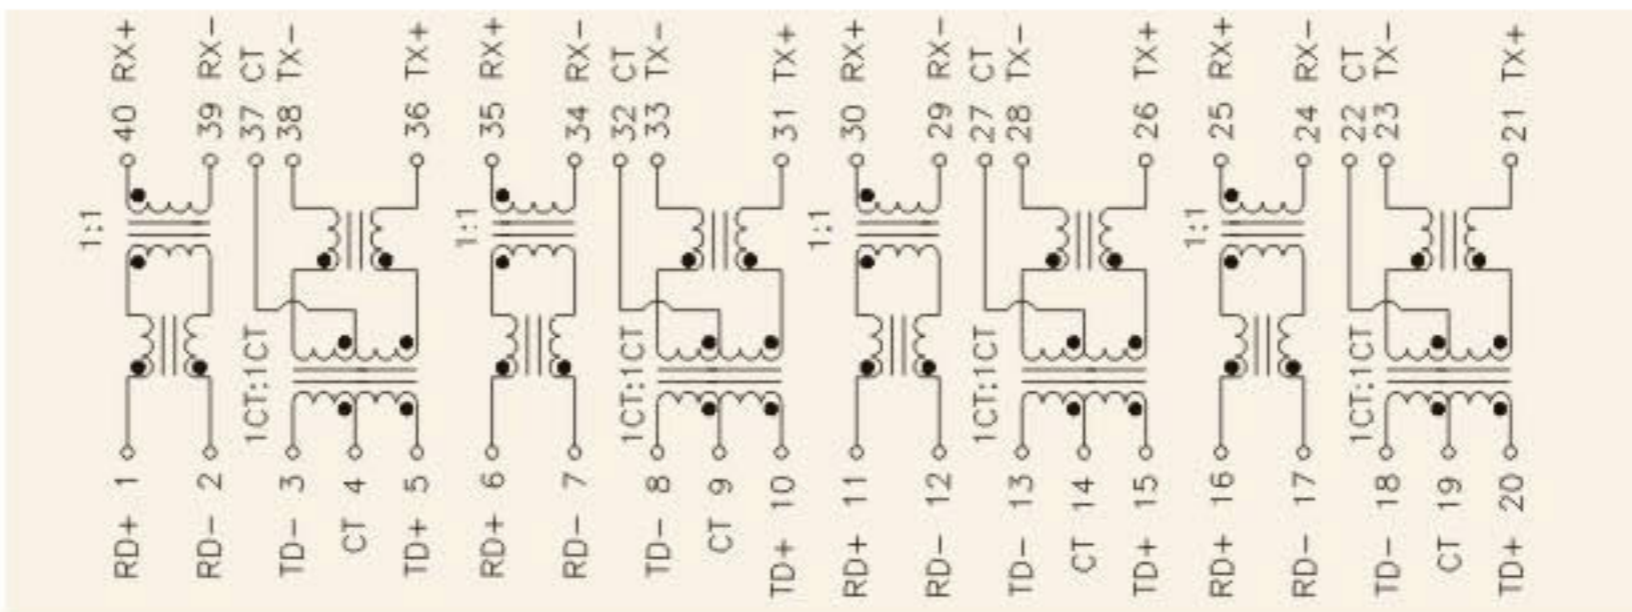 40 RX+
39 RX-
37 CT
38 TX-
36 TX+
35 RX+
34 RX-
32 CT
33 TX-
31 TX+
30 RX+
29 RX-
27 CT
28 TX-
26 TX+
25 RX+
24 RX-
22 CT
23 TX-
21 TX+
1:1
1:1
1:1
1:1
1CT:1CT
1CT:1CT
1CT:1CT
1CT:1CT
RD+ 1
RD- 2
TD- 3
CT 4
TD+ 5
RD+ 6
RD- 7
TD- 8
CT 9
TD+ 10
RD+ 11
RD- 12
TD- 13
CT 14
TD+ 15
RD+ 16
RD- 17
TD- 18
CT 19
TD+ 20